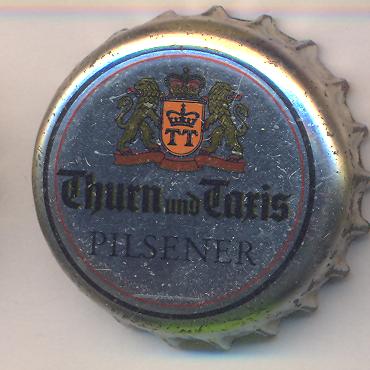 TT
Thurn und Taxis
PILSENER